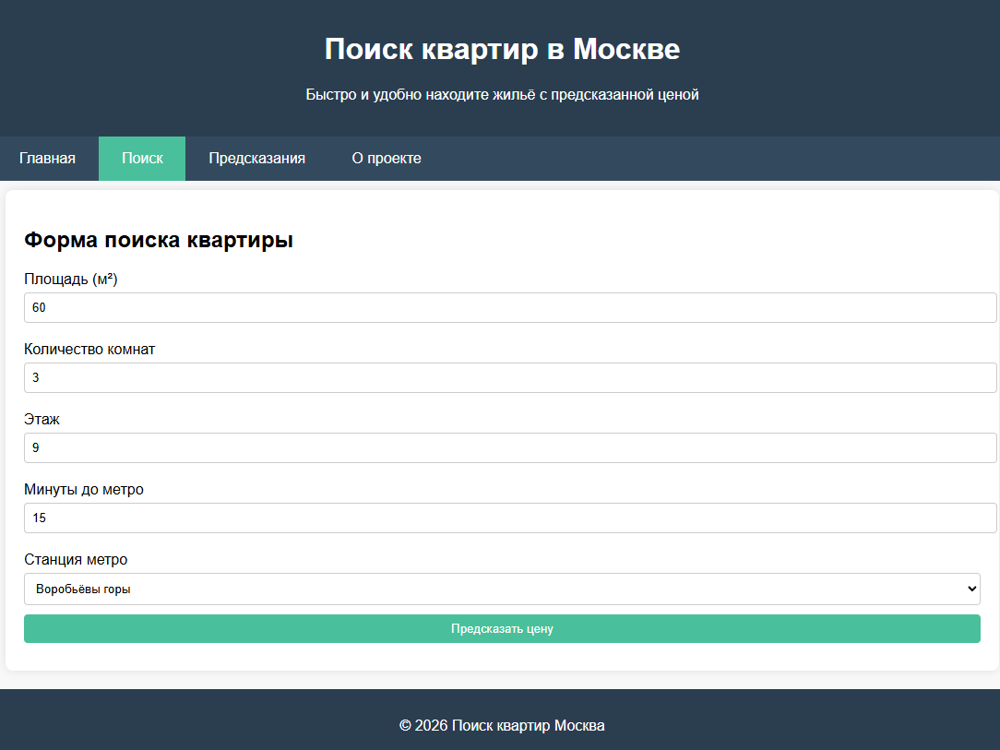 Поиск квартир в Москве
Быстро и удобно находите жильё с предсказанной ценой
Главная Поиск Предсказания О проекте
Форма поиска квартиры
Площадь (м²)
60
Количество комнат
3
Этаж
9
Минуты до метро
15
Станция метро
Воробьёвы горы
Предсказать цену
© 2026 Поиск квартир Москва